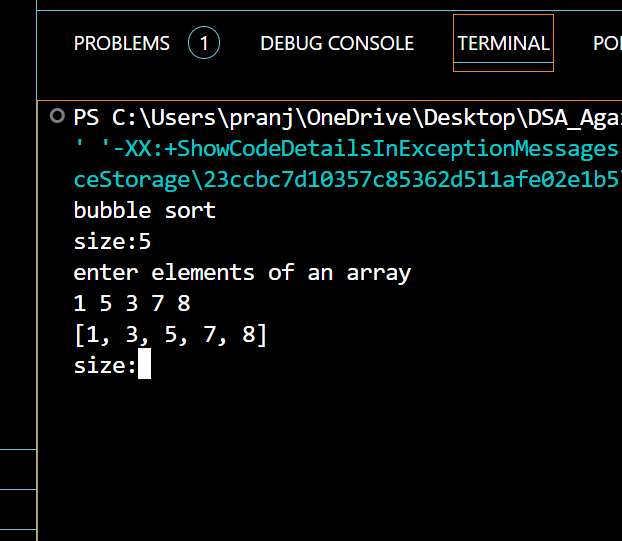 PROBLEMS 1 DEBUG CONSOLE TERMINAL
PS C:\Users\pranj\OneDrive\Desktop\DSA_Aga
' '-XX:+ShowCodeDetailsInExceptionMessages
ceStorage\23ccbc7d10357c85362d511afe02e1b5
bubble sort
size:5
enter elements of an array
1 5 3 7 8
[1, 3, 5, 7, 8]
size: